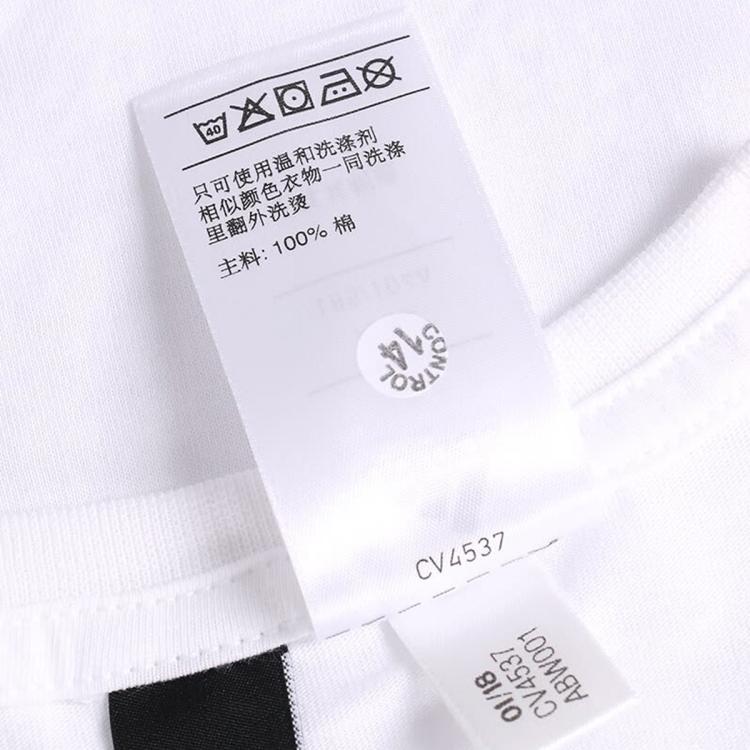 40
只可使用温和洗涤剂
相似颜色衣物一同洗涤
里翻外洗烫
主料: 100% 棉
14
CONTROL
CV4537
01/18
CV4537
ABW001